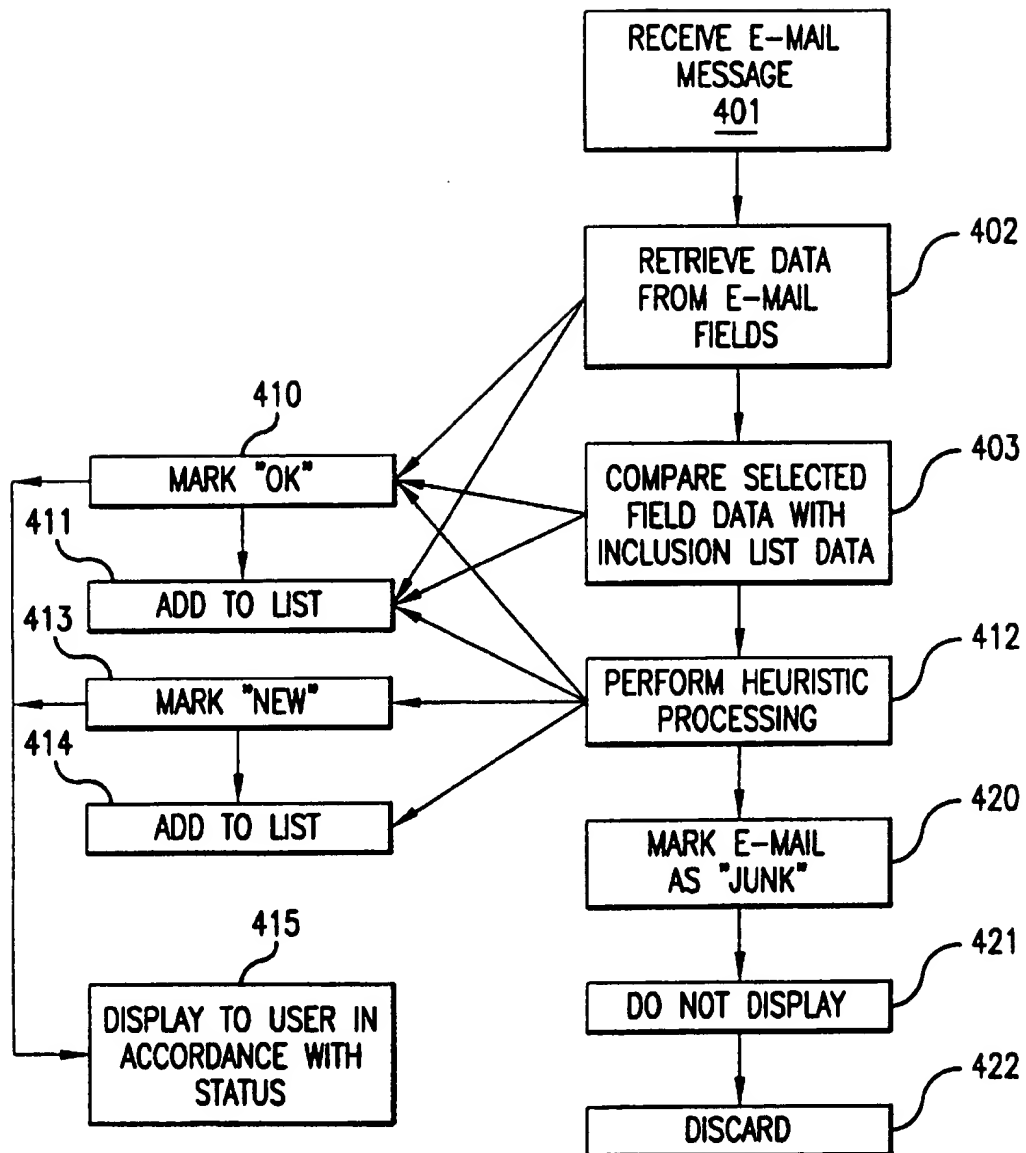 RECEIVE E-MAIL
MESSAGE
401
402
RETRIEVE DATA
FROM E-MAIL
FIELDS
410
MARK "OK"
403
COMPARE SELECTED
FIELD DATA WITH
INCLUSION LIST DATA
411
ADD TO LIST
413
MARK "NEW"
412
PERFORM HEURISTIC
PROCESSING
414
ADD TO LIST
420
MARK E-MAIL
AS "JUNK"
415
DISPLAY TO USER IN
ACCORDANCE WITH
STATUS
421
DO NOT DISPLAY
422
DISCARD